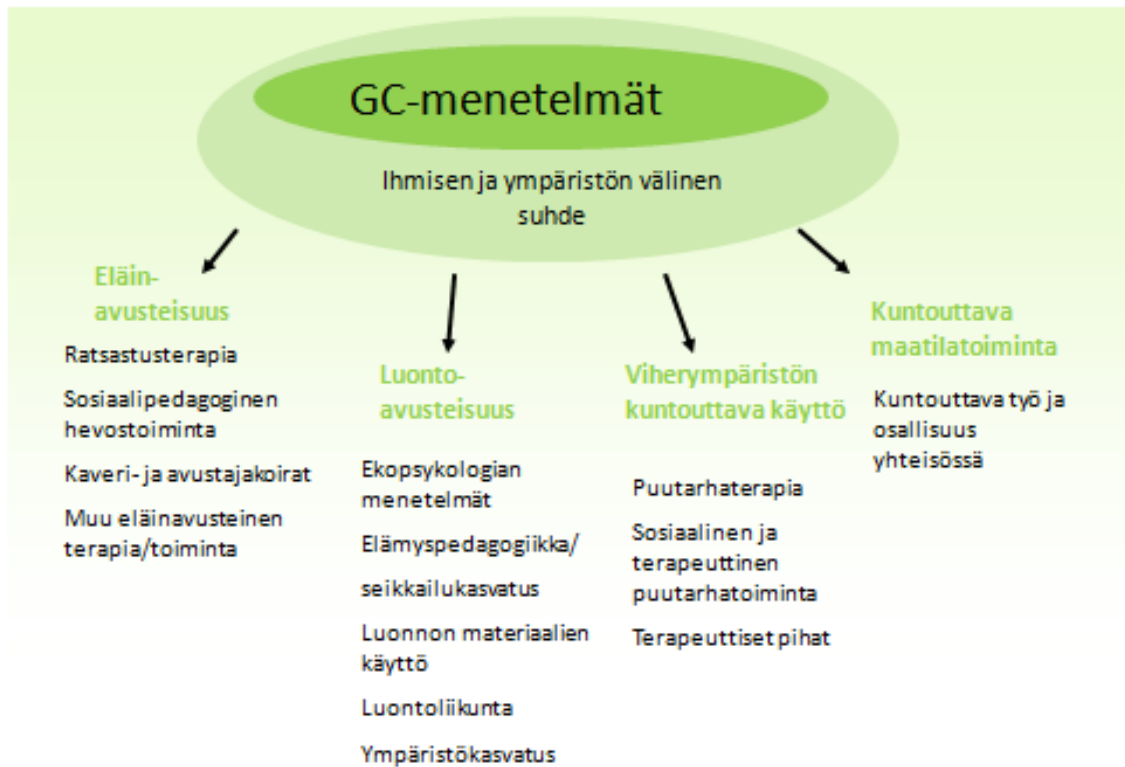 GC-menetelmät
Ihmisen ja ympäristön välinen
suhde
Eläin-
avusteisuus
Ratsastusterapia
Sosiaalipedagoginen
hevostoiminta
Kaveri- ja avustajakoirat
Muu eläinavusteinen
terapia/toiminta
Luonto-
avusteisuus
Ekopsykologian
menetelmät
Elämyspedagogiikka/
seikkailukasvatus
Luonnon materiaalien
käyttö
Luontoliikunta
Ympäristökasvatus
Viherympäristön
kuntouttava käyttö
Puutarhaterapia
Sosiaalinen ja
terapeuttinen
puutarhatoiminta
Terapeuttiset pihat
Kuntouttava
maatilatoiminta
Kuntouttava työ ja
osallisuus
yhteisössä